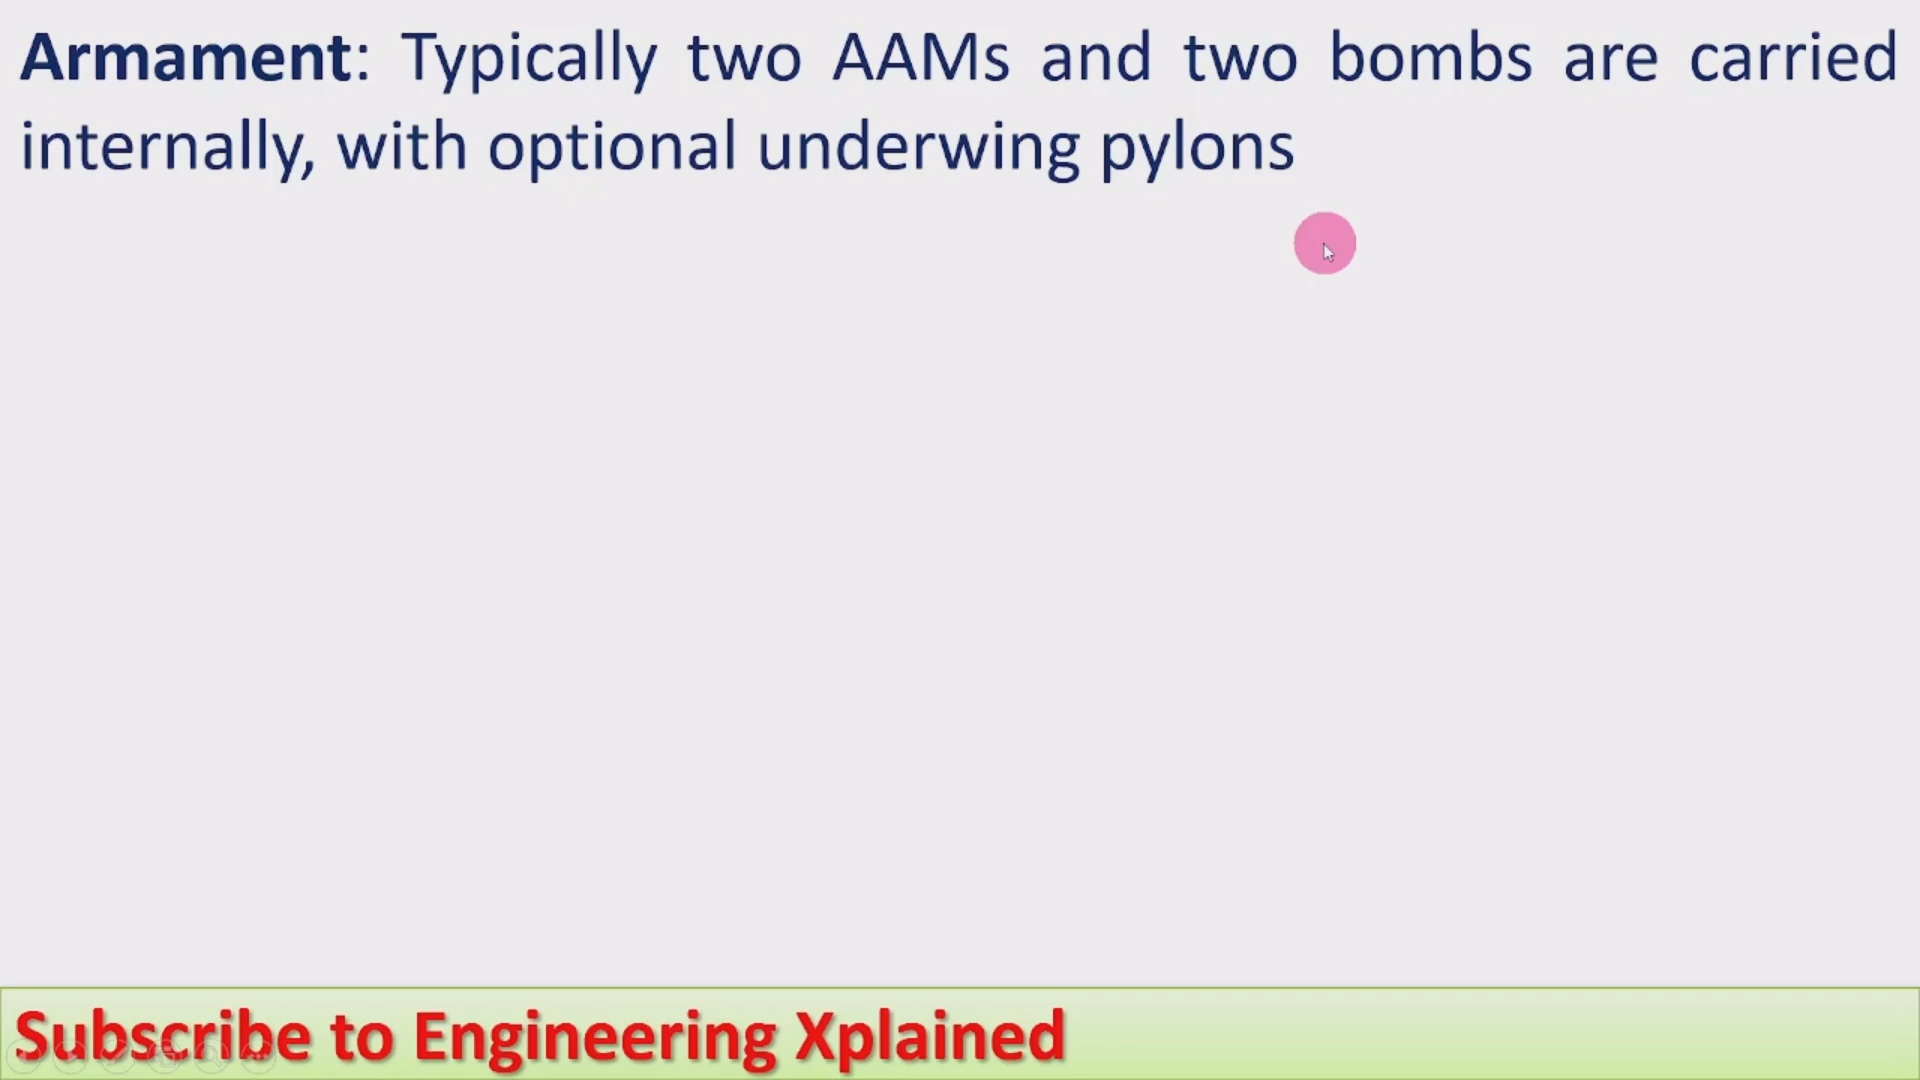 Armament: Typically two AAMs and two bombs are carried
internally, with optional underwing pylons
Subscribe to Engineering Xplained